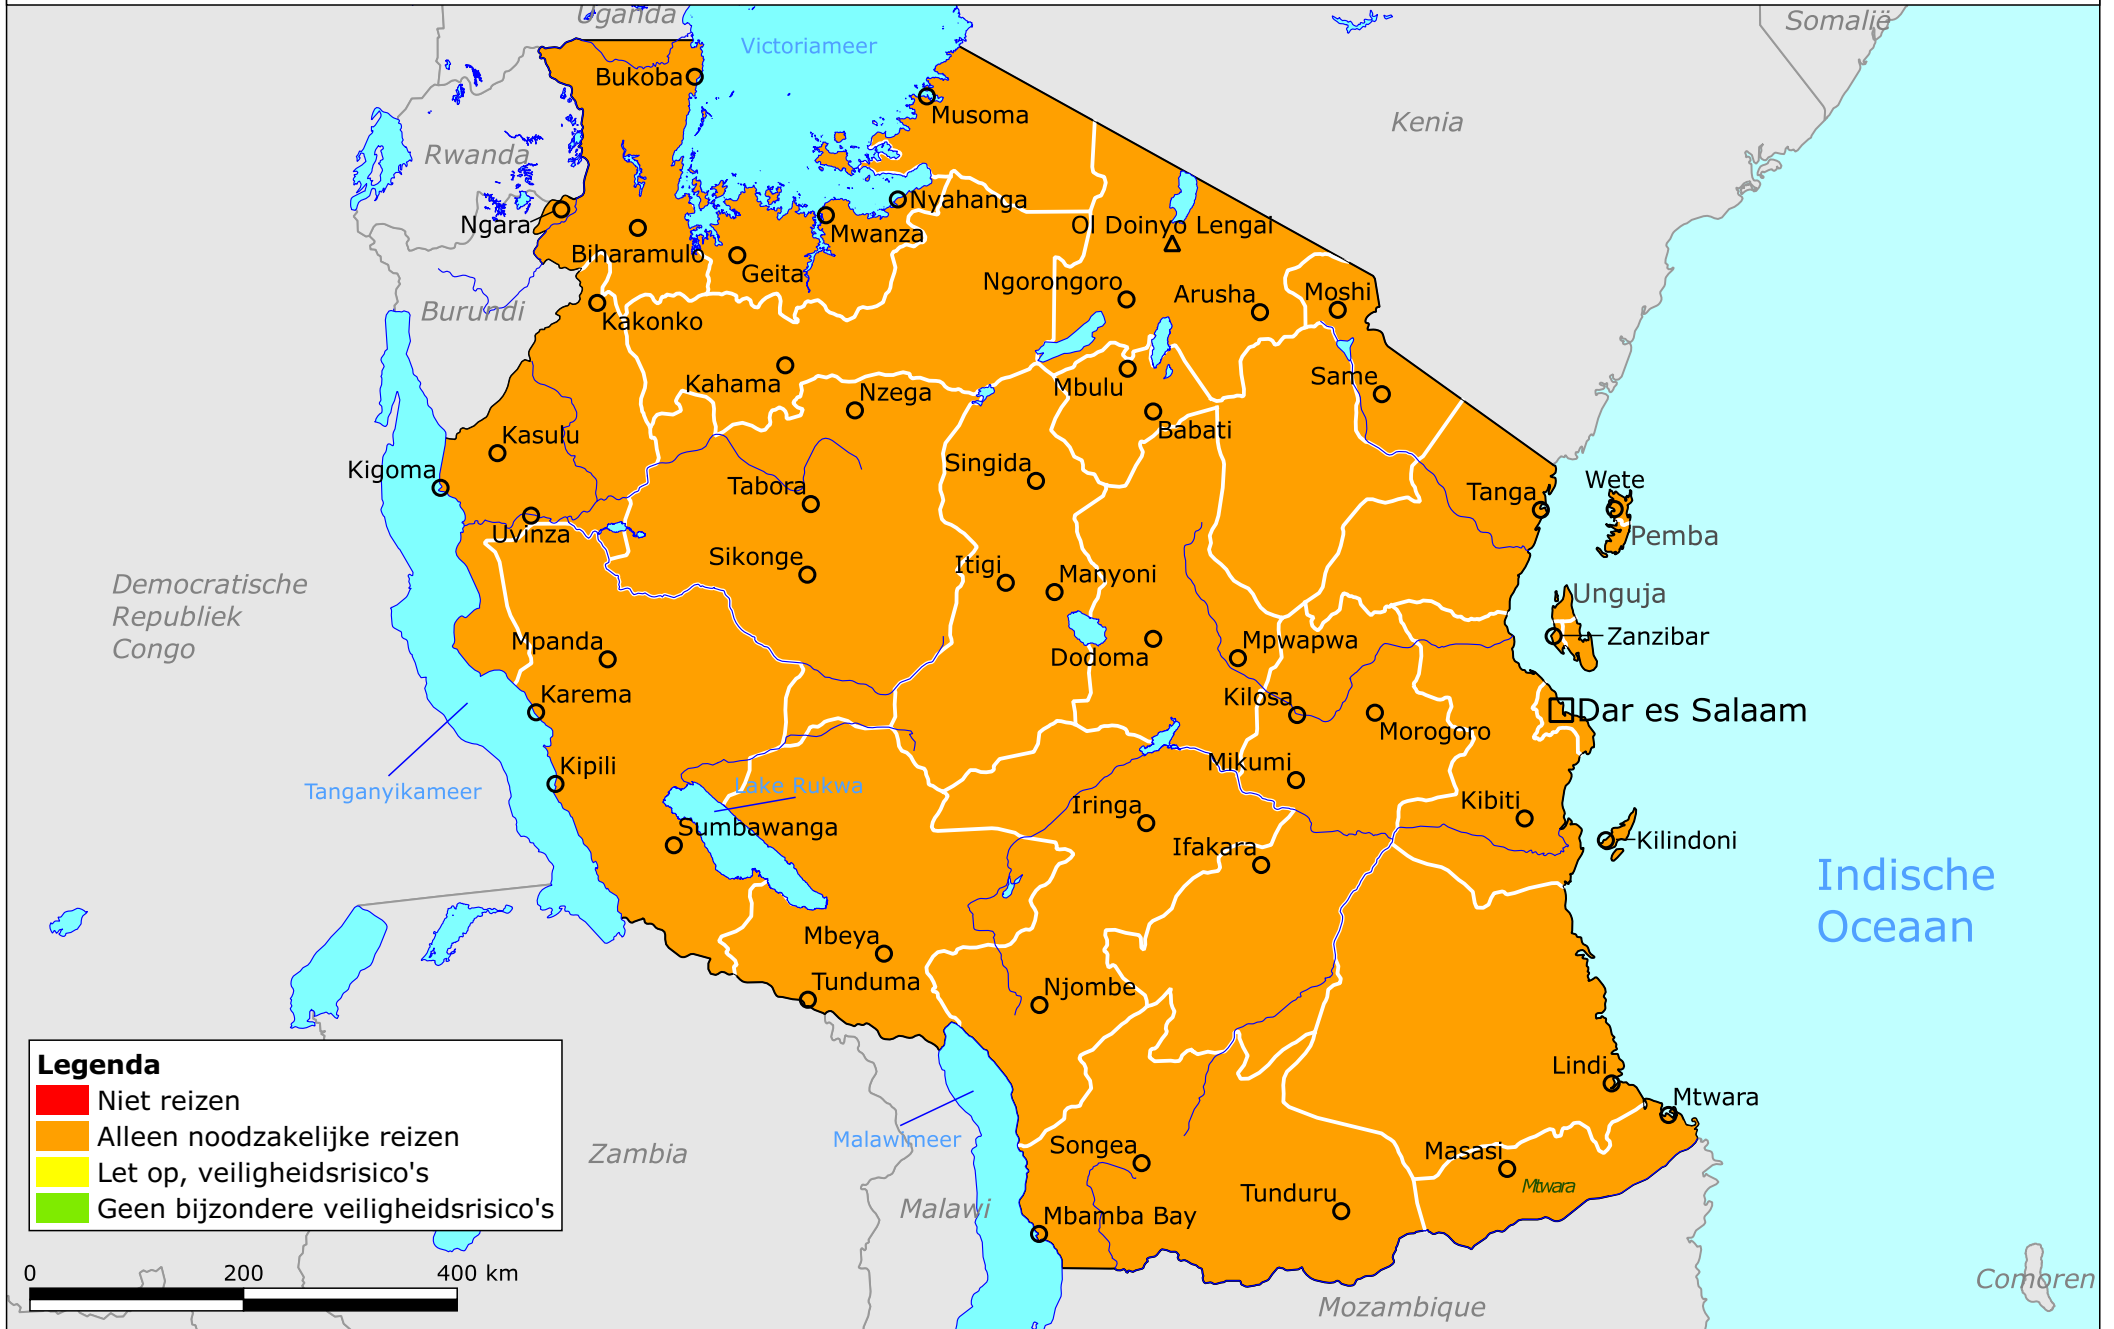 Uganda
Somalië
Victoriameer
Bukoba
Musoma
Kenia
Rwanda
Nyahanga
Ngara
Mwanza
Ol Doinyo Lengai
Biharamulo
Geita
Ngorongoro
Arusha
Moshi
Burundi
Kakonko
Kahama
Nzega
Mbulu
Same
Babati
Kasulu
Kigoma
Singida
Tabora
Tanga
Wete
Uvinza
Pemba
Sikonge
Itigi
Manyoni
Democratische
Republiek
Congo
Unguja
Mpanda
Dodoma
Mpwapwa
Zanzibar
Karema
Kilosa
Morogoro
Dar es Salaam
Kipili
Mikumi
Tanganyikameer
Lake Rukwa
Iringa
Kibiti
Sumbawanga
Ifakara
Kilindoni
Indische
Oceaan
Mbeya
Tunduma
Njombe
Legenda
Niet reizen
Alleen noodzakelijke reizen
Let op, veiligheidsrisico's
Geen bijzondere veiligheidsrisico's
Lindi
Mtwara
Malawimeer
Zambia
Songea
Masasi
Mtwara
Malawi
Tunduru
Mbamba Bay
0 200 400 km
Mozambique
Comoren